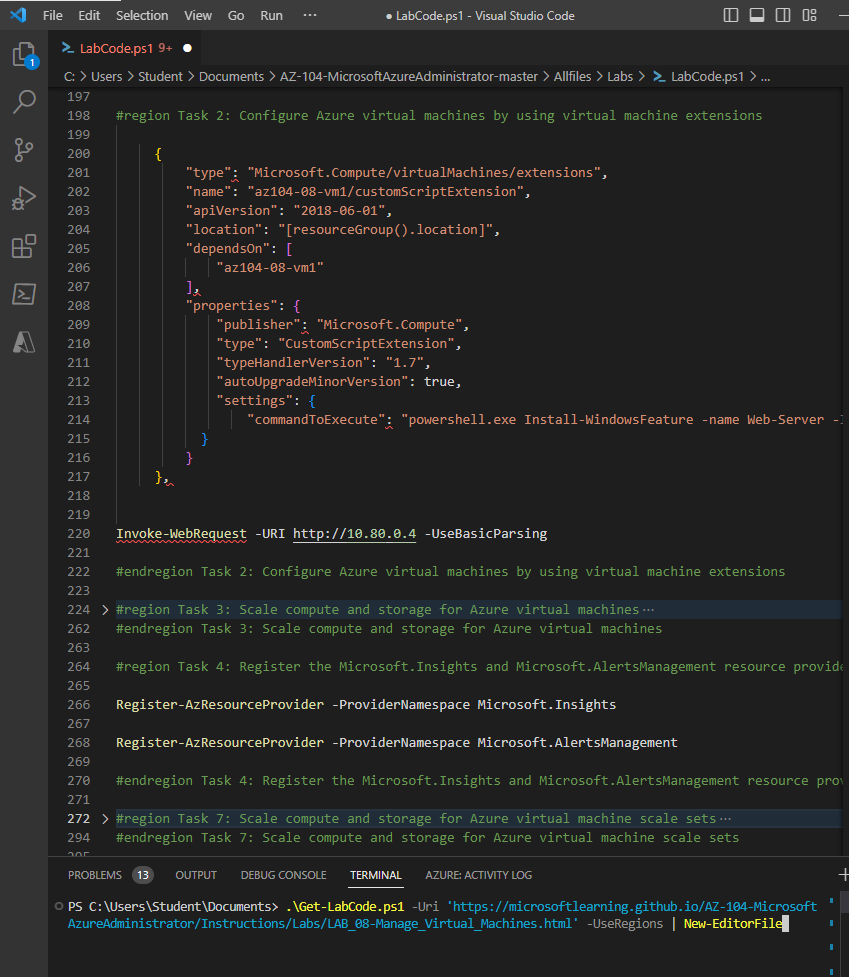 File Edit Selection View Go Run ··· ● LabCode.ps1 - Visual Studio Code
LabCode.ps1 9+ ●
1
C: > Users > Student > Documents > AZ-104-MicrosoftAzureAdministrator-master > Allfiles > Labs > LabCode.ps1 > ...
197
198 #region Task 2: Configure Azure virtual machines by using virtual machine extensions
199
200 {
201 "type": "Microsoft.Compute/virtualMachines/extensions",
202 "name": "az104-08-vm1/customScriptExtension",
203 "apiVersion": "2018-06-01",
204 "location": "[resourceGroup().location]",
205 "dependsOn": [
206 "az104-08-vm1"
207 ],
208 "properties": {
209 "publisher": "Microsoft.Compute",
210 "type": "CustomScriptExtension",
211 "typeHandlerVersion": "1.7",
212 "autoUpgradeMinorVersion": true,
213 "settings": {
214 "commandToExecute": "powershell.exe Install-WindowsFeature -name Web-Server -
215 }
216 }
217 },
218
219
220 Invoke-WebRequest -URI http://10.80.0.4 -UseBasicParsing
221
222 #endregion Task 2: Configure Azure virtual machines by using virtual machine extensions
223
224 > #region Task 3: Scale compute and storage for Azure virtual machines ···
262 #endregion Task 3: Scale compute and storage for Azure virtual machines
263
264 #region Task 4: Register the Microsoft.Insights and Microsoft.AlertsManagement resource provide
265
266 Register-AzResourceProvider -ProviderNamespace Microsoft.Insights
267
268 Register-AzResourceProvider -ProviderNamespace Microsoft.AlertsManagement
269
270 #endregion Task 4: Register the Microsoft.Insights and Microsoft.AlertsManagement resource prov
271
272 > #region Task 7: Scale compute and storage for Azure virtual machine scale sets ···
294 #endregion Task 7: Scale compute and storage for Azure virtual machine scale sets
PROBLEMS 13 OUTPUT DEBUG CONSOLE TERMINAL AZURE: ACTIVITY LOG
PS C:\Users\Student\Documents> .\Get-LabCode.ps1 -Uri 'https://microsoftlearning.github.io/AZ-104-Microsoft
AzureAdministrator/Instructions/Labs/LAB_08-Manage_Virtual_Machines.html' -UseRegions | New-EditorFile